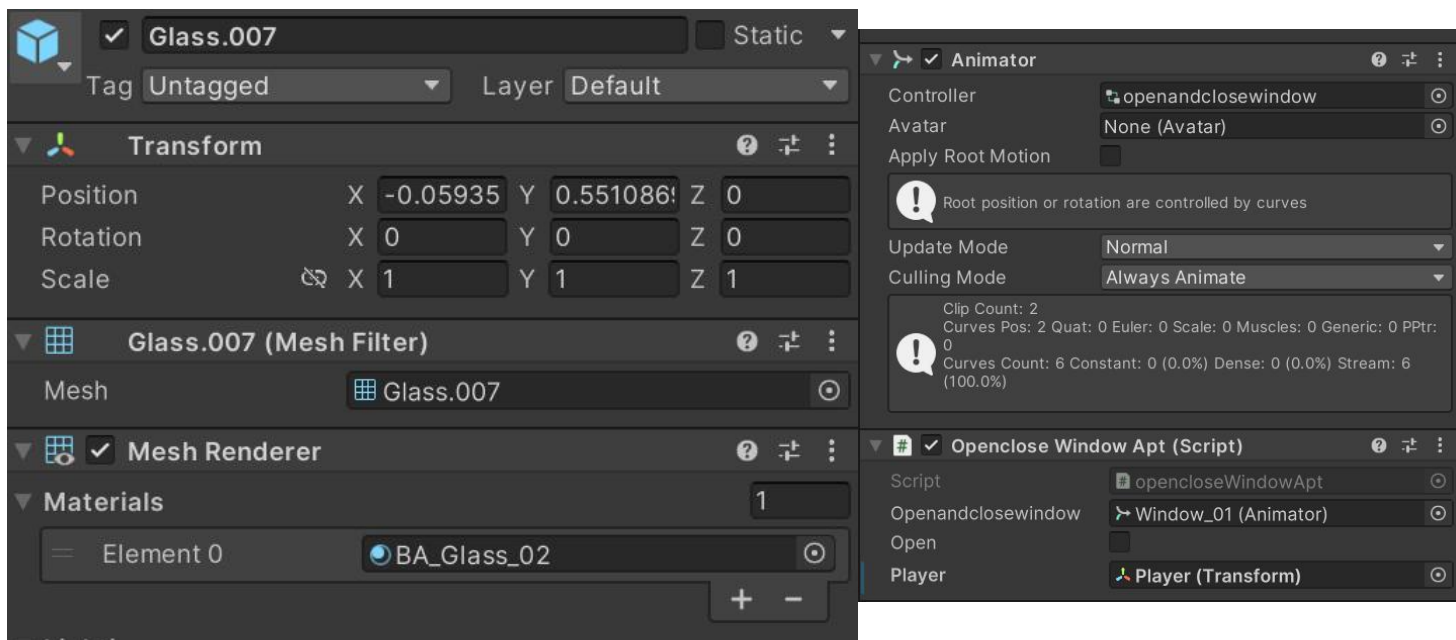 Glass.007
Static
Tag Untagged Layer Default
Transform
Position X -0.05935 Y 0.551086 Z 0
Rotation X 0 Y 0 Z 0
Scale X 1 Y 1 Z 1
Glass.007 (Mesh Filter)
Mesh Glass.007
Mesh Renderer
Materials 1
Element 0 BA_Glass_02
+ −
Animator
Controller openandclosewindow
Avatar None (Avatar)
Apply Root Motion
Root position or rotation are controlled by curves
Update Mode Normal
Culling Mode Always Animate
Clip Count: 2
Curves Pos: 2 Quat: 0 Euler: 0 Scale: 0 Muscles: 0 Generic: 0 PPtr:
0
Curves Count: 6 Constant: 0 (0.0%) Dense: 0 (0.0%) Stream: 6
(100.0%)
# Openclose Window Apt (Script)
Script # opencloseWindowApt
Openandclosewindow Window_01 (Animator)
Open
Player Player (Transform)